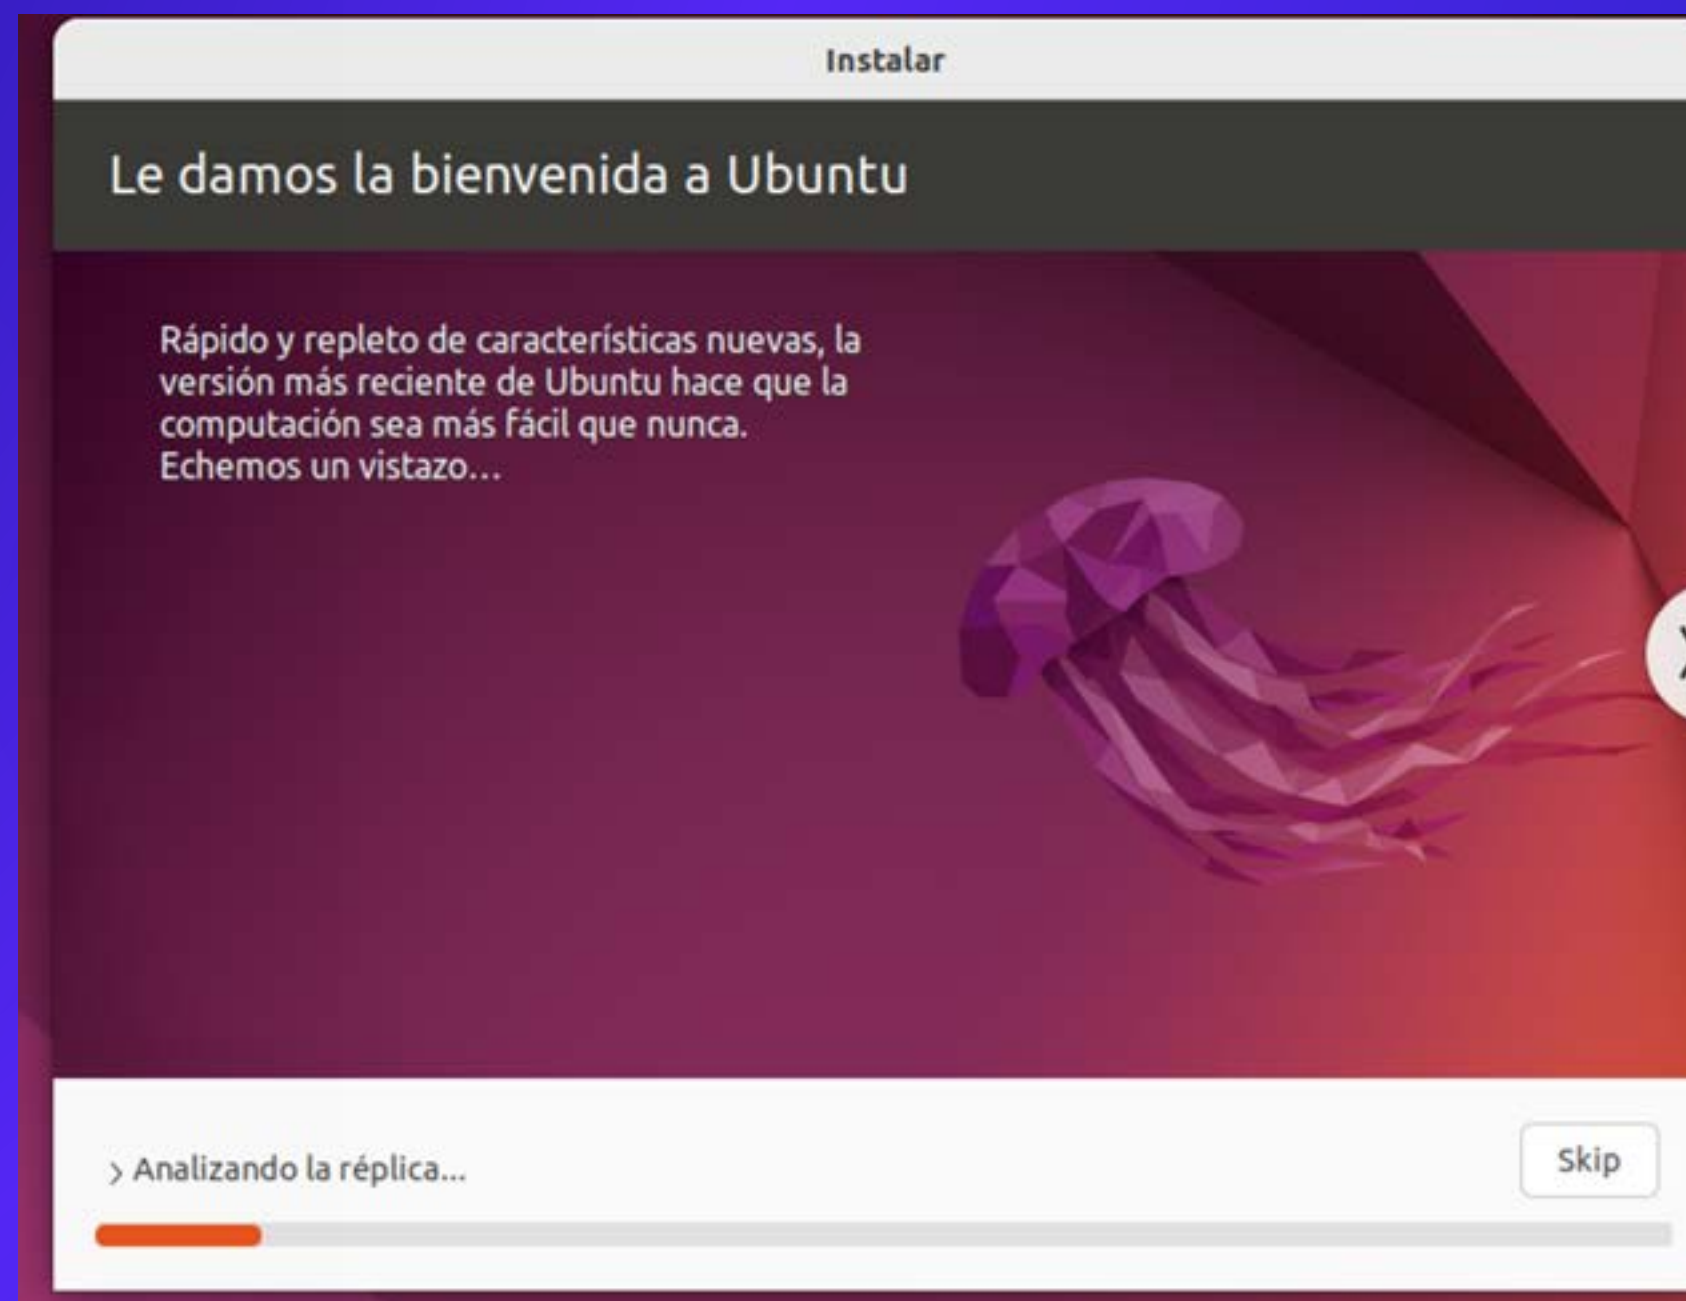 Instalar
Le damos la bienvenida a Ubuntu
Rápido y repleto de características nuevas, la
versión más reciente de Ubuntu hace que la
computación sea más fácil que nunca.
Echemos un vistazo...
> Analizando la réplica...
Skip